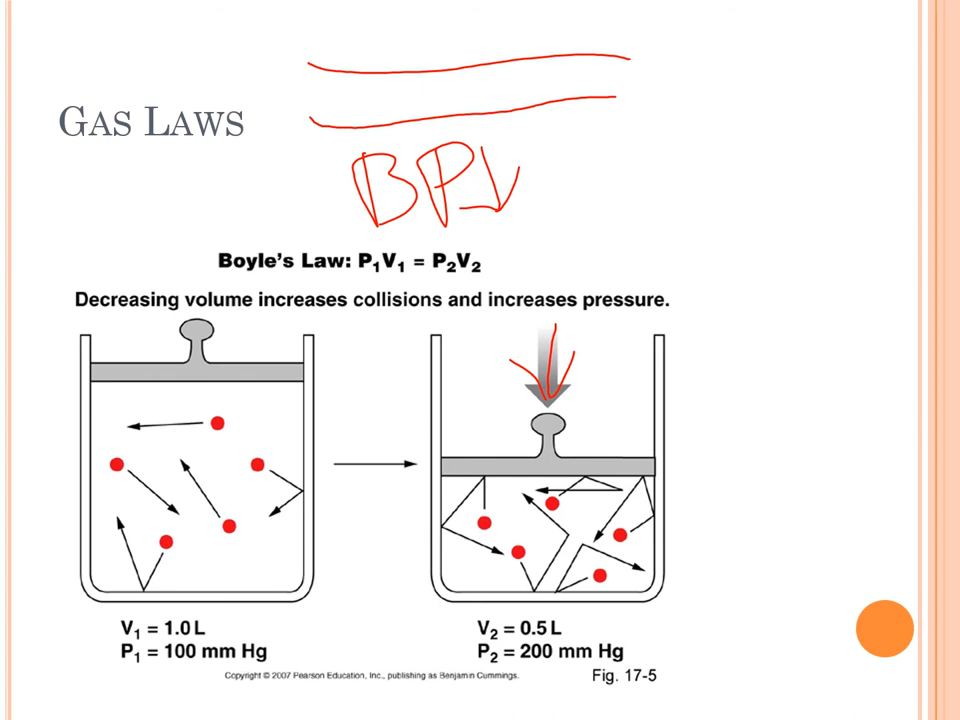 GAS LAWS
BP↓
Boyle's Law: P₁V₁ = P₂V₂
Decreasing volume increases collisions and increases pressure.
V₁ = 1.0 L
P₁ = 100 mm Hg
V₂ = 0.5 L
P₂ = 200 mm Hg
Copyright © 2007 Pearson Education, Inc., publishing as Benjamin Cummings.
Fig. 17-5